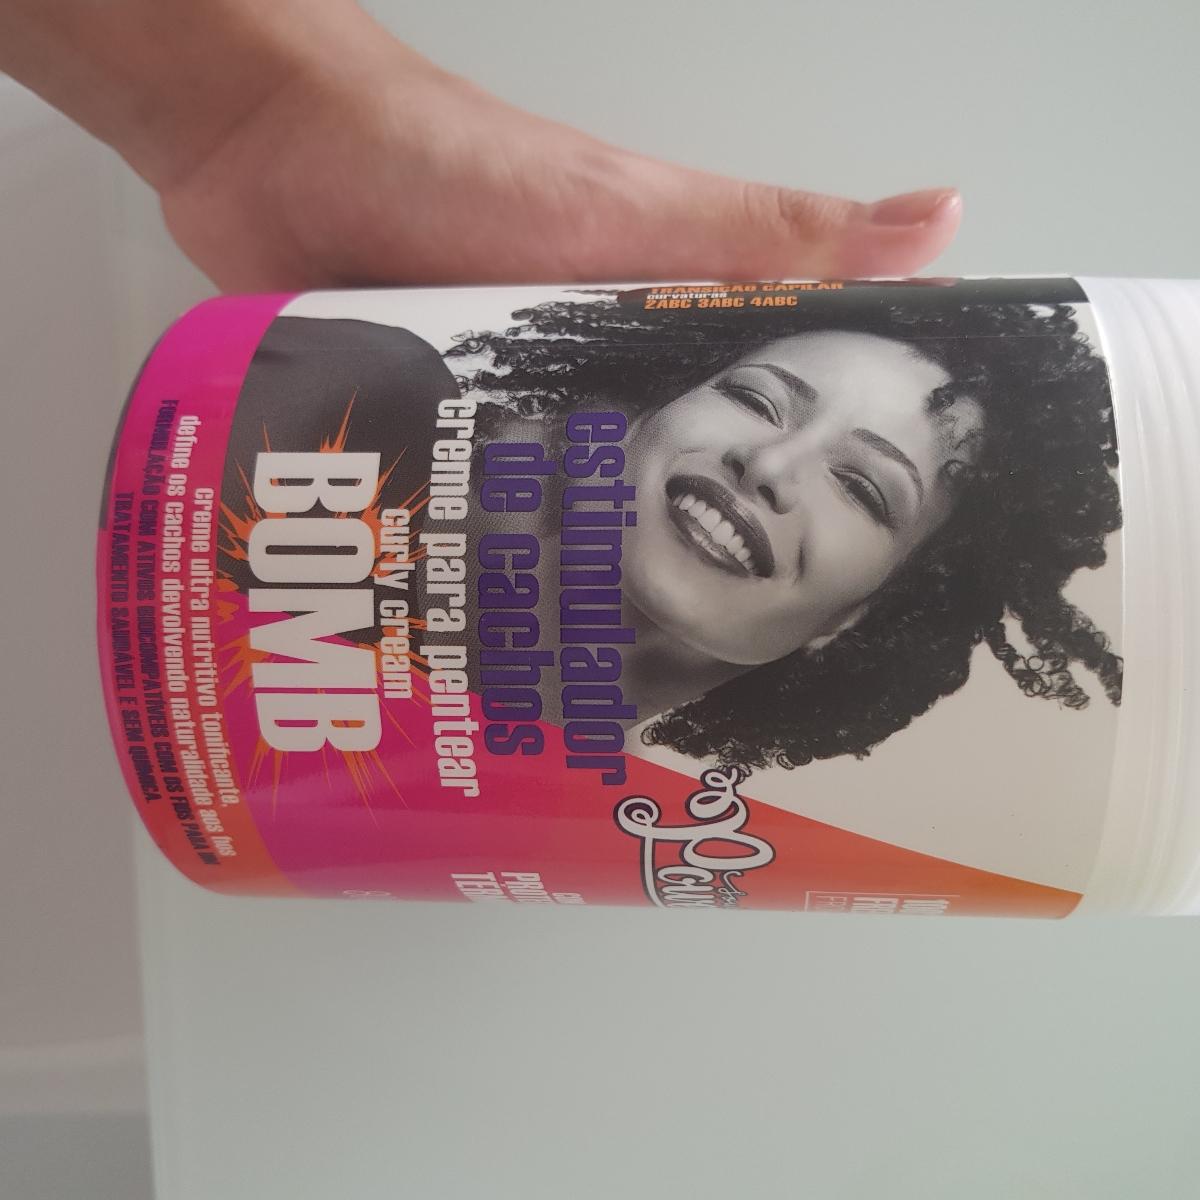 TRANSIÇÃO CAPILAR
curvaturas
2ABC 3ABC 4ABC
estimulador
de cachos
creme para pentear
curly cream
BOMB
creme ultra nutritivo tonificante,
define os cachos devolvendo naturalidade aos fios
FORMULAÇÃO COM ATIVOS BIOCOMPATÍVEIS COM OS FIOS PARA UM
TRATAMENTO SAUDÁVEL E SEM QUÍMICA.